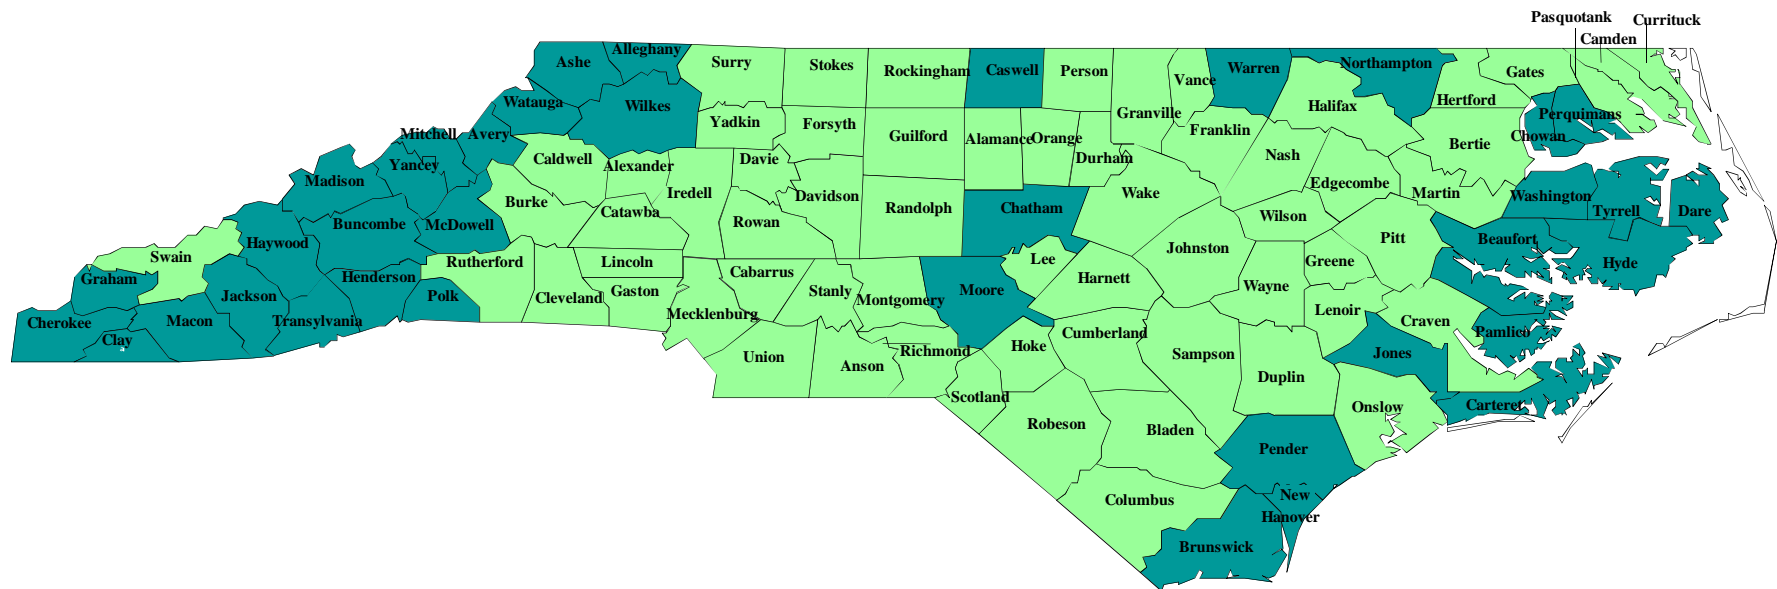 Pasquotank
Currituck
Camden
Alleghany
Ashe
Surry
Stokes
Rockingham
Caswell
Person
Vance
Warren
Northampton
Gates
Watauga
Wilkes
Granville
Halifax
Hertford
Perquimans
Mitchell
Avery
Yadkin
Forsyth
Guilford
Alamance
Orange
Franklin
Chowan
Bertie
Yancey
Caldwell
Alexander
Davie
Durham
Nash
Madison
Iredell
Davidson
Wake
Edgecombe
Martin
Washington
Burke
Catawba
Rowan
Randolph
Chatham
Wilson
Tyrrell
Dare
Buncombe
McDowell
Haywood
Johnston
Pitt
Beaufort
Swain
Rutherford
Lincoln
Cabarrus
Lee
Greene
Hyde
Graham
Henderson
Polk
Cleveland
Gaston
Stanly
Montgomery
Moore
Harnett
Wayne
Jackson
Cherokee
Macon
Transylvania
Mecklenburg
Lenoir
Craven
Clay
Union
Anson
Richmond
Hoke
Cumberland
Sampson
Duplin
Jones
Pamlico
Scotland
Onslow
Carteret
Robeson
Bladen
Pender
Columbus
New
Hanover
Brunswick